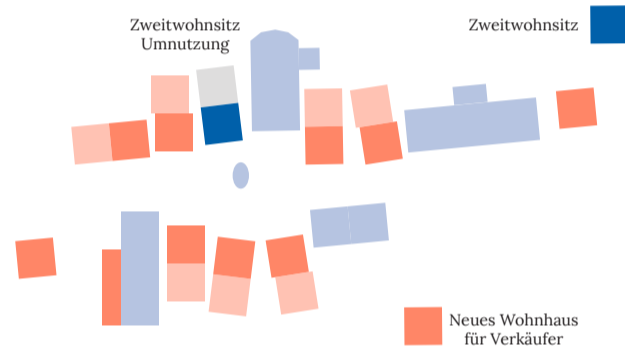 Zweitwohnsitz
Umnutzung
Zweitwohnsitz
Neues Wohnhaus
für Verkäufer